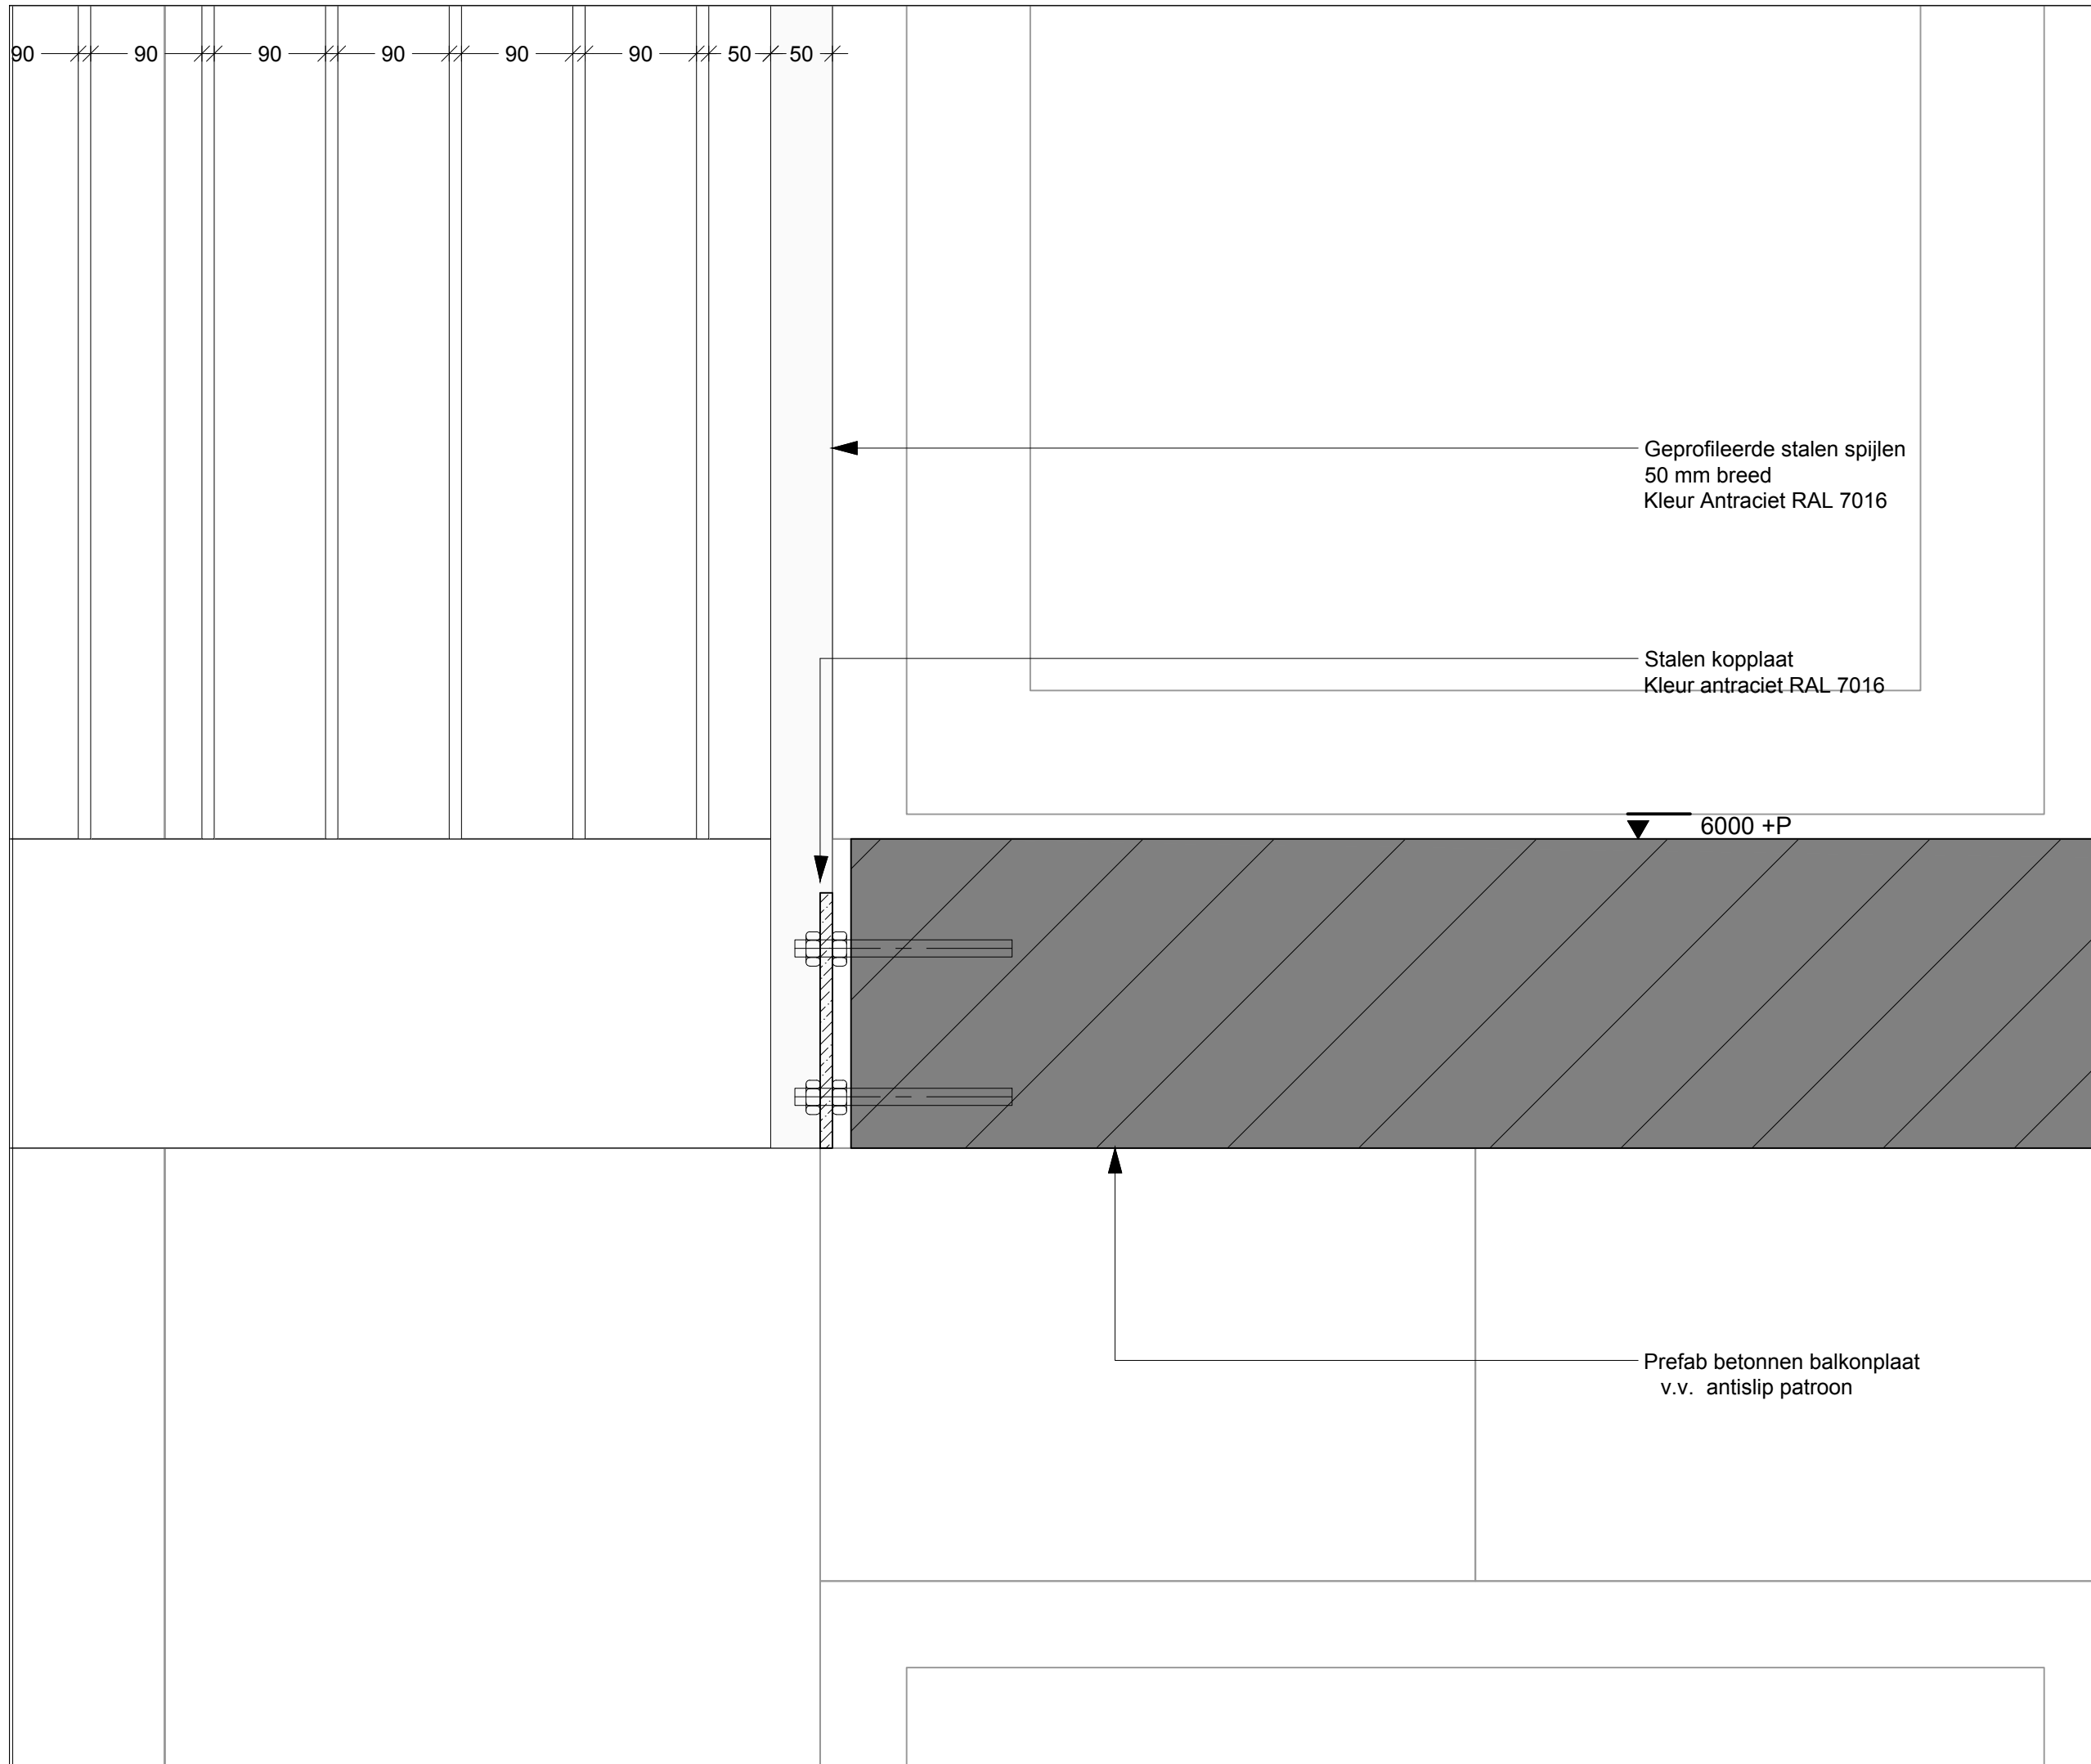 90 90 90 90 90 90 50 50
Geprofileerde stalen spijlen
50 mm breed
Kleur Antraciet RAL 7016
Stalen kopplaat
Kleur antraciet RAL 7016
6000 +P
Prefab betonnen balkonplaat
v.v. antislip patroon